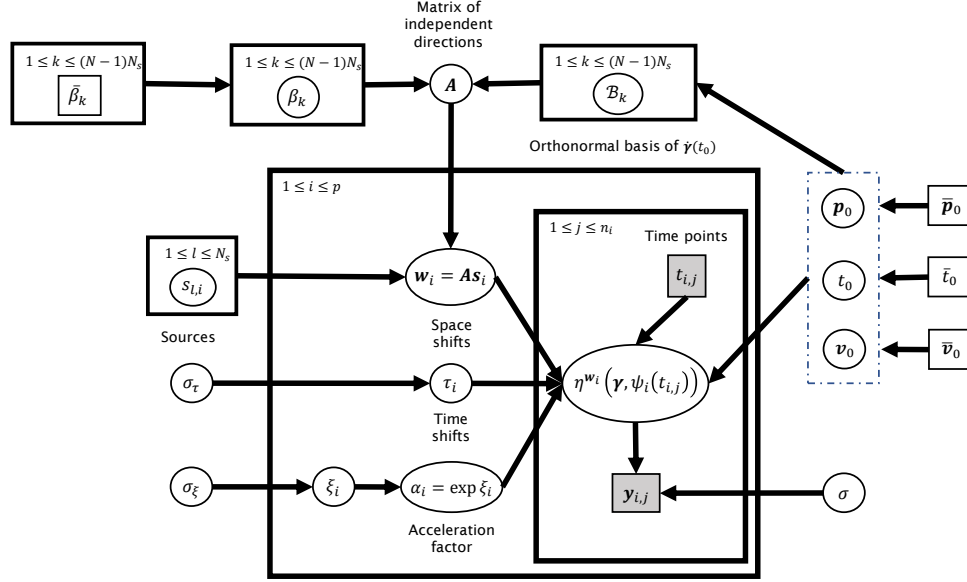 Matrix of
independent
directions
1 ≤ k ≤ (N − 1)N_s
β̄_k
1 ≤ k ≤ (N − 1)N_s
β_k
A
1 ≤ k ≤ (N − 1)N_s
ℬ_k
Orthonormal basis of γ̇(t_0)
1 ≤ i ≤ p
p_0
p̄_0
1 ≤ j ≤ n_i
Time points
1 ≤ l ≤ N_s
s_{l,i}
Sources
w_i = As_i
Space
shifts
t_{i,j}
t_0
t̄_0
v_0
v̄_0
σ_τ
τ_i
Time
shifts
η^{w_i}(γ, ψ_i(t_{i,j}))
σ_ξ
ξ_i
α_i = exp ξ_i
Acceleration
factor
y_{i,j}
σ